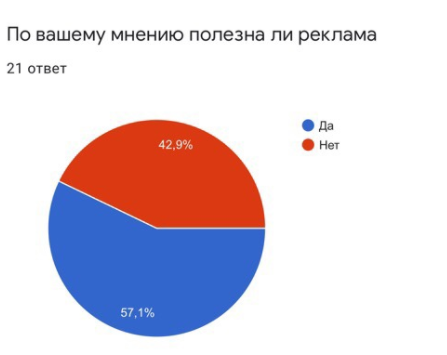 По вашему мнению полезна ли реклама
21 ответ
Да
Нет
42,9%
57,1%